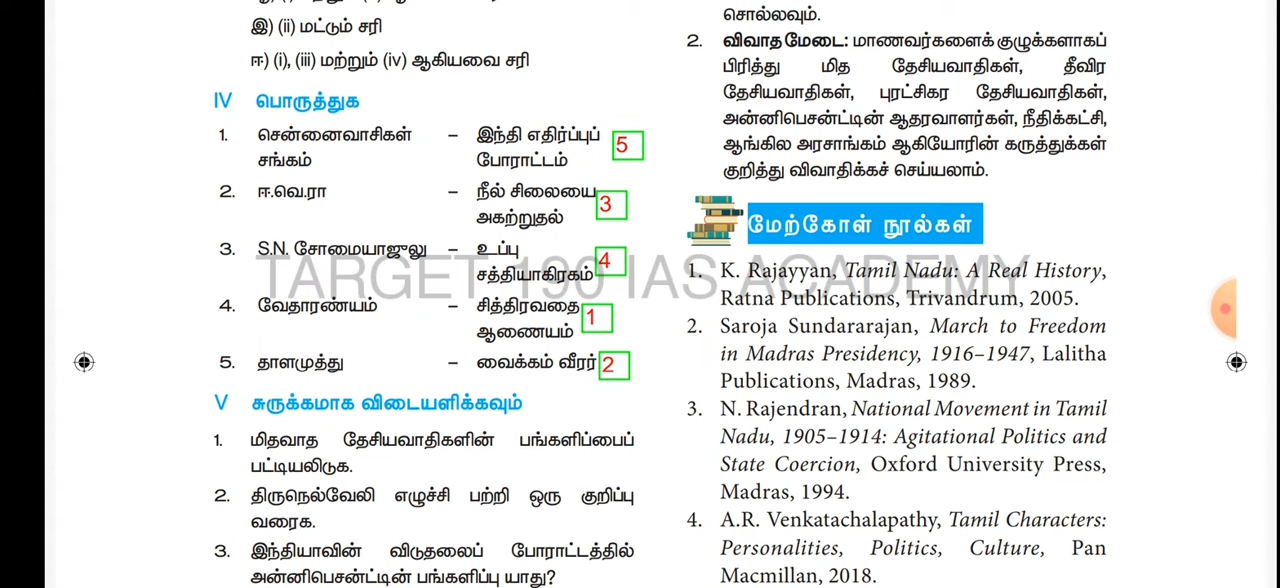 இ) (ii) மட்டும் சரி
ஈ) (i), (iii) மற்றும் (iv) ஆகியவை சரி
IV பொருத்துக
1. சென்னைவாசிகள் – இந்தி எதிர்ப்புப் 5
சங்கம் போராட்டம்
2. ஈ.வெ.ரா – நீல் சிலையை 3
அகற்றுதல்
3. S.N. சோமையாஜுலு – உப்பு 4
சத்தியாகிரகம்
4. வேதாரண்யம் – சித்திரவதை 1
ஆணையம்
5. தாளமுத்து – வைக்கம் வீரர் 2
V சுருக்கமாக விடையளிக்கவும்
1. மிதவாத தேசியவாதிகளின் பங்களிப்பைப்
பட்டியலிடுக.
2. திருநெல்வேலி எழுச்சி பற்றி ஒரு குறிப்பு
வரைக.
3. இந்தியாவின் விடுதலைப் போராட்டத்தில்
அன்னிபெசன்ட்டின் பங்களிப்பு யாது?
சொல்லவும்.
2. விவாத மேடை: மாணவர்களைக் குழுக்களாகப்
பிரித்து மித தேசியவாதிகள், தீவிர
தேசியவாதிகள், புரட்சிகர தேசியவாதிகள்,
அன்னிபெசன்ட்டின் ஆதரவாளர்கள், நீதிக்கட்சி,
ஆங்கில அரசாங்கம் ஆகியோரின் கருத்துக்கள்
குறித்து விவாதிக்கச் செய்யலாம்.
மேற்கோள் நூல்கள்
1. K. Rajayyan, Tamil Nadu: A Real History,
Ratna Publications, Trivandrum, 2005.
2. Saroja Sundararajan, March to Freedom
in Madras Presidency, 1916–1947, Lalitha
Publications, Madras, 1989.
3. N. Rajendran, National Movement in Tamil
Nadu, 1905–1914: Agitational Politics and
State Coercion, Oxford University Press,
Madras, 1994.
4. A.R. Venkatachalapathy, Tamil Characters:
Personalities, Politics, Culture, Pan
Macmillan, 2018.
TARGET 190 IAS ACADEMY